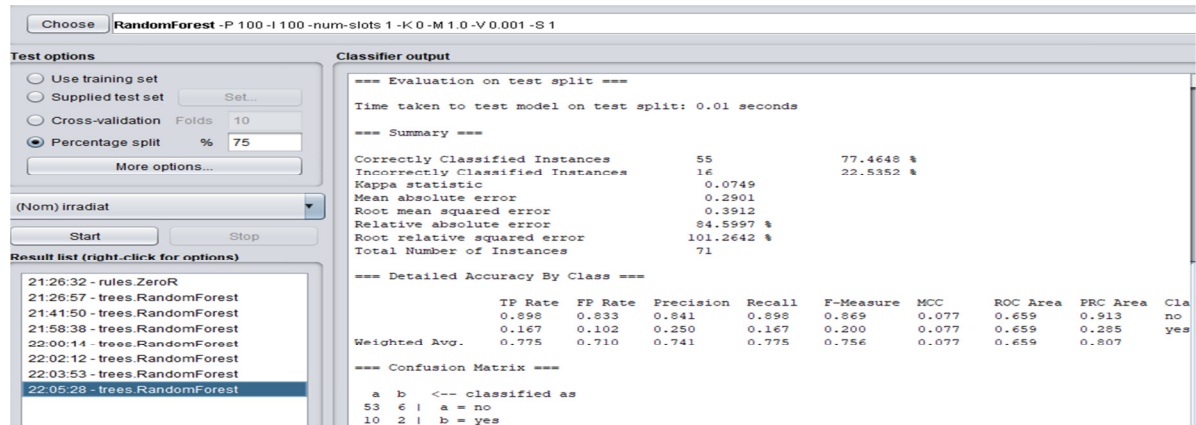 Choose RandomForest -P 100 -I 100 -num-slots 1 -K 0 -M 1.0 -V 0.001 -S 1
Test options
Use training set
Supplied test set Set...
Cross-validation Folds 10
Percentage split % 75
More options...
(Nom) irradiat
Start Stop
Result list (right-click for options)
21:26:32 - rules.ZeroR
21:26:57 - trees.RandomForest
21:41:50 - trees.RandomForest
21:58:38 - trees.RandomForest
22:00:14 - trees.RandomForest
22:02:12 - trees.RandomForest
22:03:53 - trees.RandomForest
22:05:28 - trees.RandomForest
Classifier output
=== Evaluation on test split ===
Time taken to test model on test split: 0.01 seconds
=== Summary ===
Correctly Classified Instances 55 77.4648 %
Incorrectly Classified Instances 16 22.5352 %
Kappa statistic 0.0749
Mean absolute error 0.2901
Root mean squared error 0.3912
Relative absolute error 84.5997 %
Root relative squared error 101.2642 %
Total Number of Instances 71
=== Detailed Accuracy By Class ===
TP Rate FP Rate Precision Recall F-Measure MCC ROC Area PRC Area Cla
0.898 0.833 0.841 0.898 0.869 0.077 0.659 0.913 no
0.167 0.102 0.250 0.167 0.200 0.077 0.659 0.285 yes
Weighted Avg. 0.775 0.710 0.741 0.775 0.756 0.077 0.659 0.807
=== Confusion Matrix ===
a b <-- classified as
53 6 | a = no
10 2 | b = yes